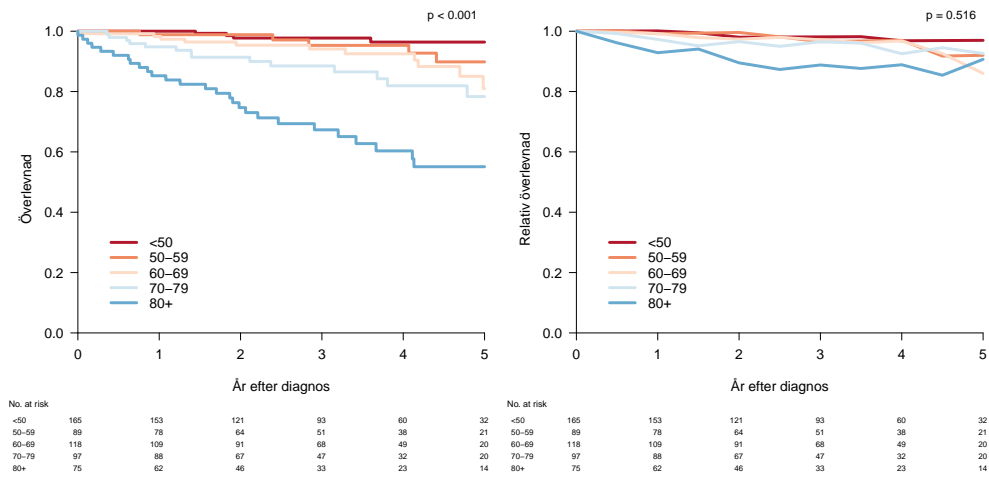 p < 0.001
1.0
0.8
0.6
0.4
0.2
0.0
Överlevnad
<50
50–59
60–69
70–79
80+
0 1 2 3 4 5
År efter diagnos
No. at risk
<50 165 153 121 93 60 32
50–59 89 78 64 51 38 21
60–69 118 109 91 68 49 20
70–79 97 88 67 47 32 20
80+ 75 62 46 33 23 14
p = 0.516
1.0
0.8
0.6
0.4
0.2
0.0
Relativ överlevnad
<50
50–59
60–69
70–79
80+
0 1 2 3 4 5
År efter diagnos
No. at risk
<50 165 153 121 93 60 32
50–59 89 78 64 51 38 21
60–69 118 109 91 68 49 20
70–79 97 88 67 47 32 20
80+ 75 62 46 33 23 14